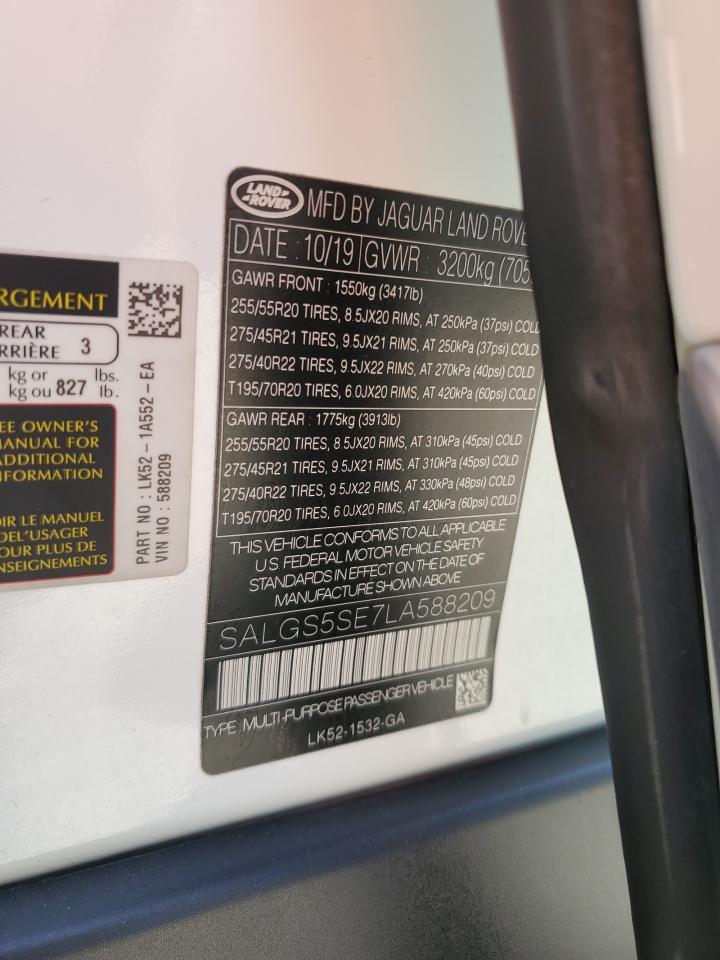 RGEMENT
REAR
RRIÈRE 3
kg or lbs.
kg ou 827 lb.
EE OWNER'S
MANUAL FOR
ADDITIONAL
NFORMATION
IR LE MANUEL
DEL'USAGER
OUR PLUS DE
NSEIGNEMENTS
PART NO : LK52-1A552-EA
VIN NO : 588209
LAND ROVER
MFD BY JAGUAR LAND ROVE
DATE : 10/19 GVWR : 3200kg (705
GAWR FRONT : 1550kg (3417lb)
255/55R20 TIRES, 8.5JX20 RIMS, AT 250kPa (37psi) COLD
275/45R21 TIRES, 9.5JX21 RIMS, AT 250kPa (37psi) COLD
275/40R22 TIRES, 9.5JX22 RIMS, AT 270kPa (40psi) COLD
T195/70R20 TIRES, 6.0JX20 RIMS, AT 420kPa (60psi) COLD
GAWR REAR : 1775kg (3913lb)
255/55R20 TIRES, 8.5JX20 RIMS, AT 310kPa (45psi) COLD
275/45R21 TIRES, 9.5JX21 RIMS, AT 310kPa (45psi) COLD
275/40R22 TIRES, 9.5JX22 RIMS, AT 330kPa (48psi) COLD
T195/70R20 TIRES, 6.0JX20 RIMS, AT 420kPa (60psi) COLD
THIS VEHICLE CONFORMS TO ALL APPLICABLE
U.S. FEDERAL MOTOR VEHICLE SAFETY
STANDARDS IN EFFECT ON THE DATE OF
MANUFACTURE SHOWN ABOVE
SALGS5SE7LA588209
TYPE : MULTI-PURPOSE PASSENGER VEHICLE
LK52-1532-GA